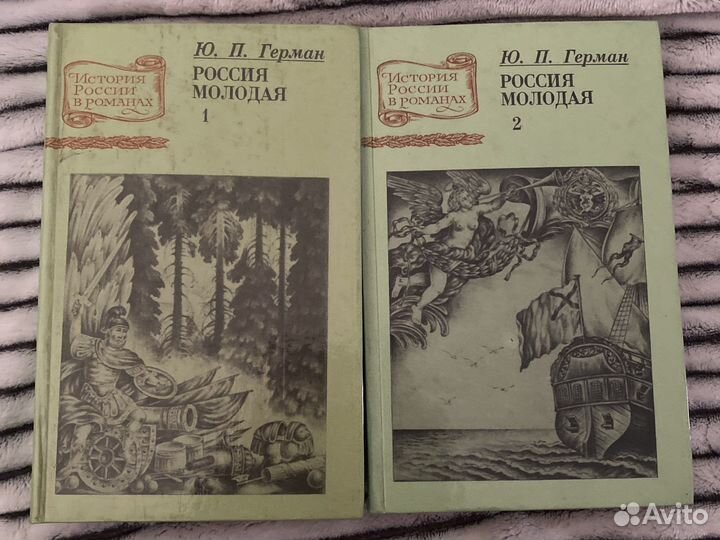 История
России
в романах
Ю. П. Герман
Россия
молодая
1
История
России
в романах
Ю. П. Герман
Россия
молодая
2
Avito